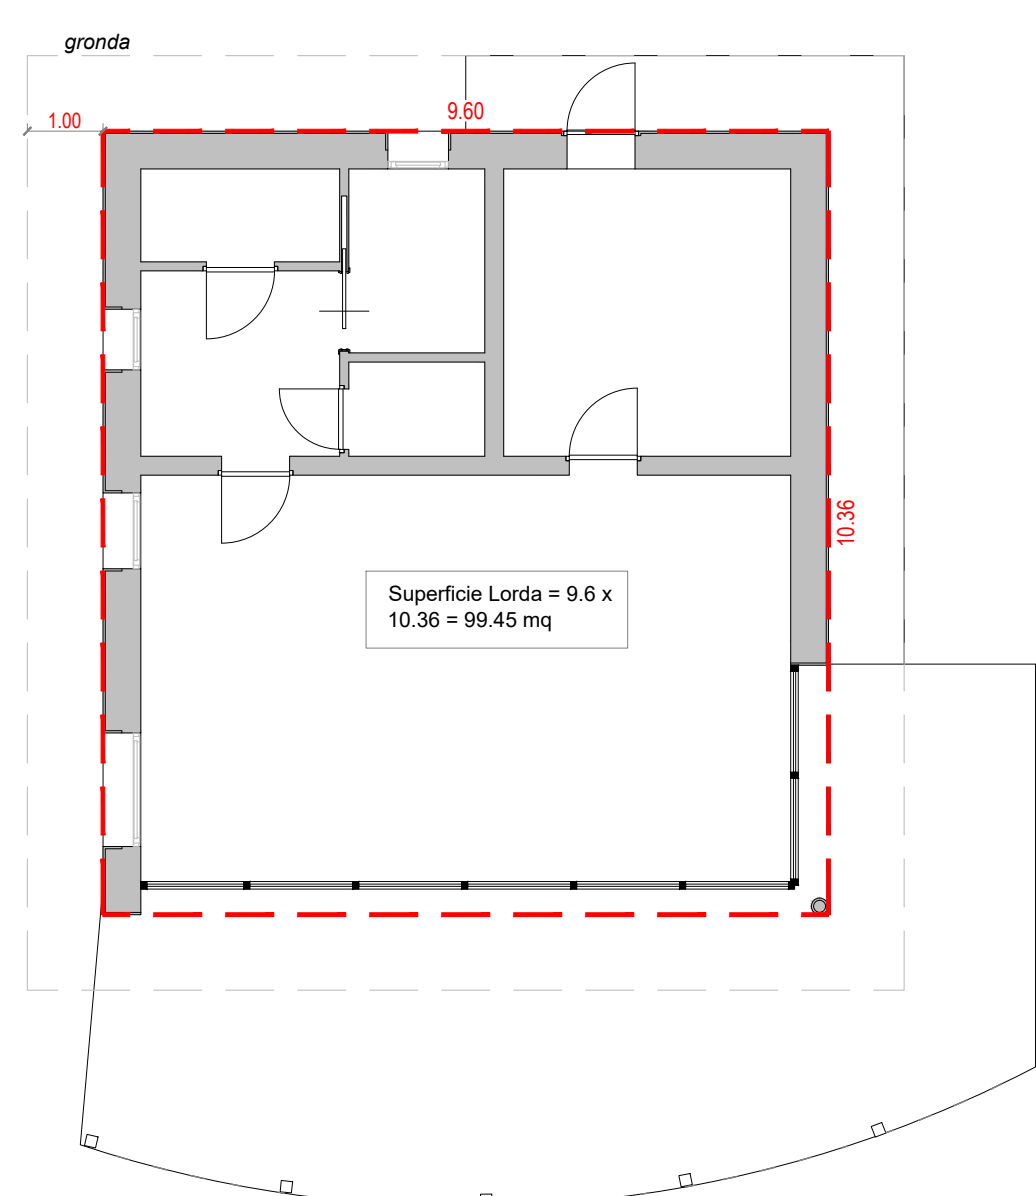 gronda
1.00
9.60
10.36
Superficie Lorda = 9.6 x
10.36 = 99.45 mq